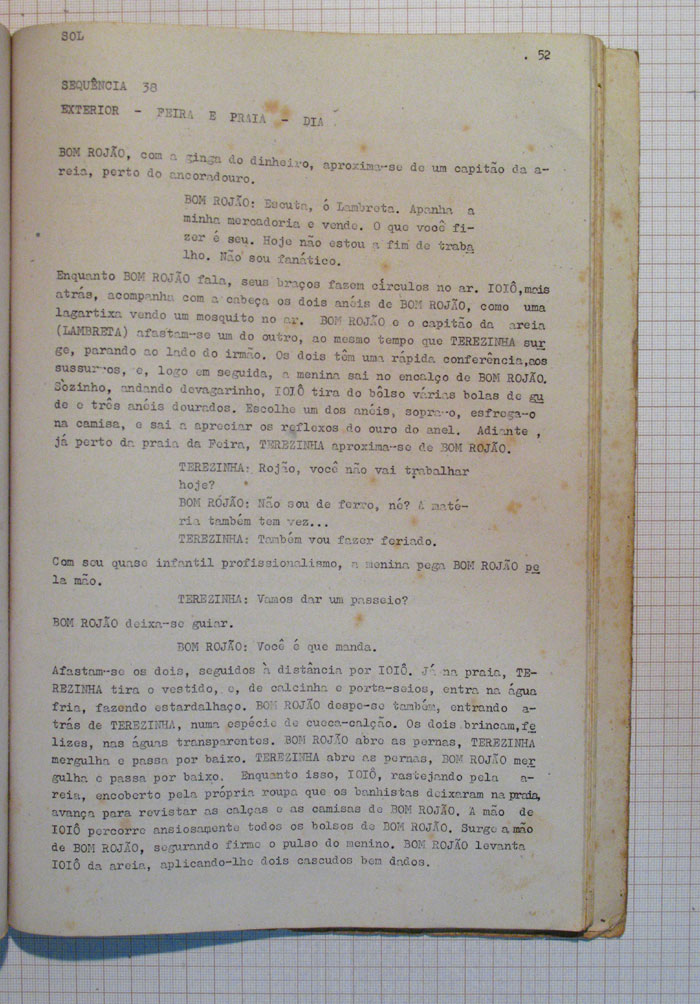 SOL
. 52
SEQUÊNCIA 38
EXTERIOR - FEIRA E PRAIA - DIA
BOM ROJÃO, com a ginga do dinheiro, aproxima-se de um capitão da a-
reia, perto do ancoradouro.
BOM ROJÃO: Escuta, ó Lambreta. Apanha a
minha mercadoria e vende. O que você fi-
zer é seu. Hoje não estou a fim de traba
lho. Não sou fanático.
Enquanto BOM ROJÃO fala, seus braços fazem círculos no ar. IOIÔ,mais
atrás, acompanha com a cabeça os dois anéis de BOM ROJÃO, como uma
lagartixa vendo um mosquito no ar. BOM ROJÃO e o capitão da areia
(LAMBRETA) afastam-se um do outro, ao mesmo tempo que TEREZINHA sur
ge, parando ao lado do irmão. Os dois têm uma rápida conferência,aos
sussurros, e, logo em seguida, a menina sai no encalço de BOM ROJÃO.
Sòzinho, andando devagarinho, IOIÔ tira do bôlso várias bolas de gu
de e três anéis dourados. Escolhe um dos anéis, sopra-o, esfrega-o
na camisa, e sai a apreciar os reflexos do ouro do anel. Adiante ,
já perto da praia da Feira, TEREZINHA aproxima-se de BOM ROJÃO.
TEREZINHA: Rojão, você não vai trabalhar
hoje?
BOM ROJÃO: Não sou de ferro, né? A maté-
ria também tem vez...
TEREZINHA: Também vou fazer feriado.
Com seu quase infantil profissionalismo, a menina pega BOM ROJÃO pe
la mão.
TEREZINHA: Vamos dar um passeio?
BOM ROJÃO deixa-se guiar.
BOM ROJÃO: Você é que manda.
Afastam-se os dois, seguidos à distância por IOIÔ. Já na praia, TE-
REZINHA tira o vestido, e, de calcinha e porta-seios, entra na água
fria, fazendo estardalhaço. BOM ROJÃO despe-se também, entrando a-
trás de TEREZINHA, numa espécie de cueca-calção. Os dois brincam,fe
lizes, nas águas transparentes. BOM ROJÃO abre as pernas, TEREZINHA
mergulha e passa por baixo. TEREZINHA abre as pernas, BOM ROJÃO mer
gulha e passa por baixo. Enquanto isso, IOIÔ, rastejando pela a-
reia, encoberto pela própria roupa que os banhistas deixaram na praia,
avança para revistar as calças e as camisas de BOM ROJÃO. A mão de
IOIÔ percorre ansiosamente todos os bolsos de BOM ROJÃO. Surge a mão
de BOM ROJÃO, segurando firme o pulso do menino. BOM ROJÃO levanta
IOIÔ da areia, aplicando-lhe dois cascudos bem dados.